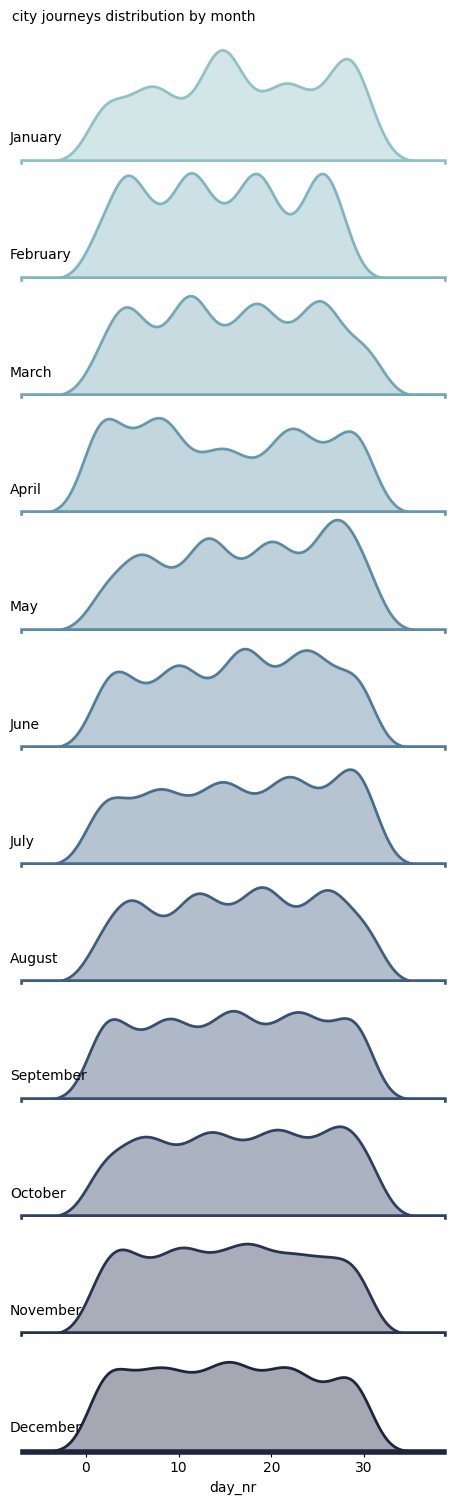 city journeys distribution by month
January
February
March
April
May
June
July
August
September
October
November
December
0 10 20 30
day_nr